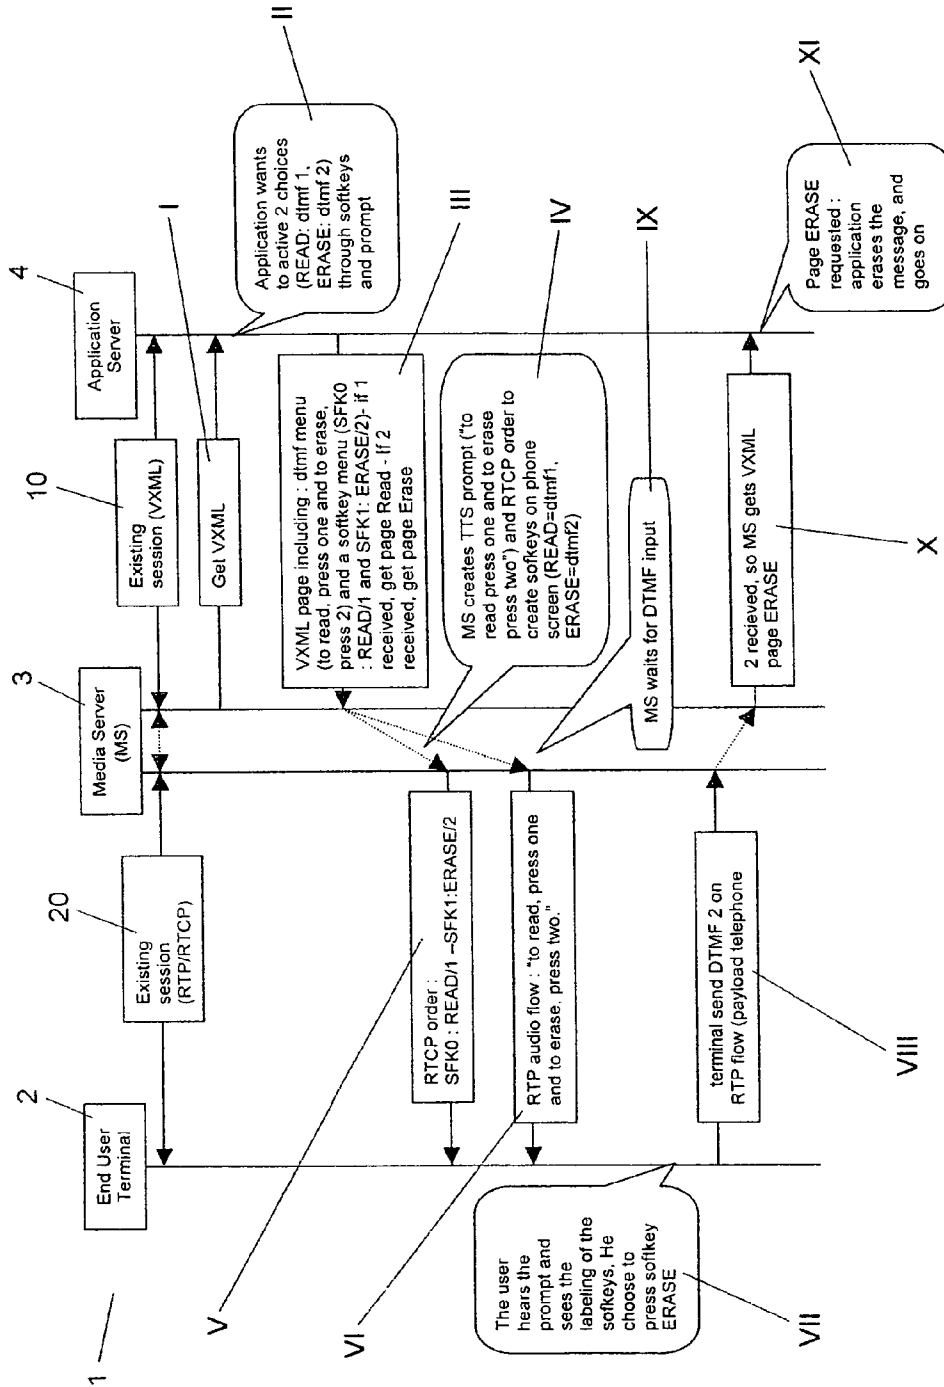 1
2
End User
Terminal
20
Existing
session
(RTP/RTCP)
3
Media Server
(MS)
10
Existing
session (VXML)
4
Application
Server
I
Get VXML
II
Application wants
to active 2 choices
(READ: dtmf 1,
ERASE: dtmf 2)
through softkeys
and prompt
III
VXML page including : dtmf menu
(to read, press one and to erase,
press 2) and a softkey menu (SFK0
: READ/1 and SFK1: ERASE/2)- if 1
received, get page Read - If 2
received, get page Erase
IV
MS creates TTS prompt ("to
read press one and to erase
press two") and RTCP order to
create sofkeys on phone
screen (READ=dtmf1,
ERASE=dtmf2)
V
RTCP order :
SFK0 : READ/1 –SFK1:ERASE/2
VI
RTP audio flow : "to read, press one
and to erase, press two."
IX
MS waits for DTMF input
VII
The user
hears the
prompt and
sees the
labeling of the
sofkeys, He
choose to
press softkey
ERASE
VIII
terminal send DTMF 2 on
RTP flow (payload telephone
X
2 recieved, so MS gets VXML
page ERASE
XI
Page ERASE
requested :
application
erases the
message, and
goes on